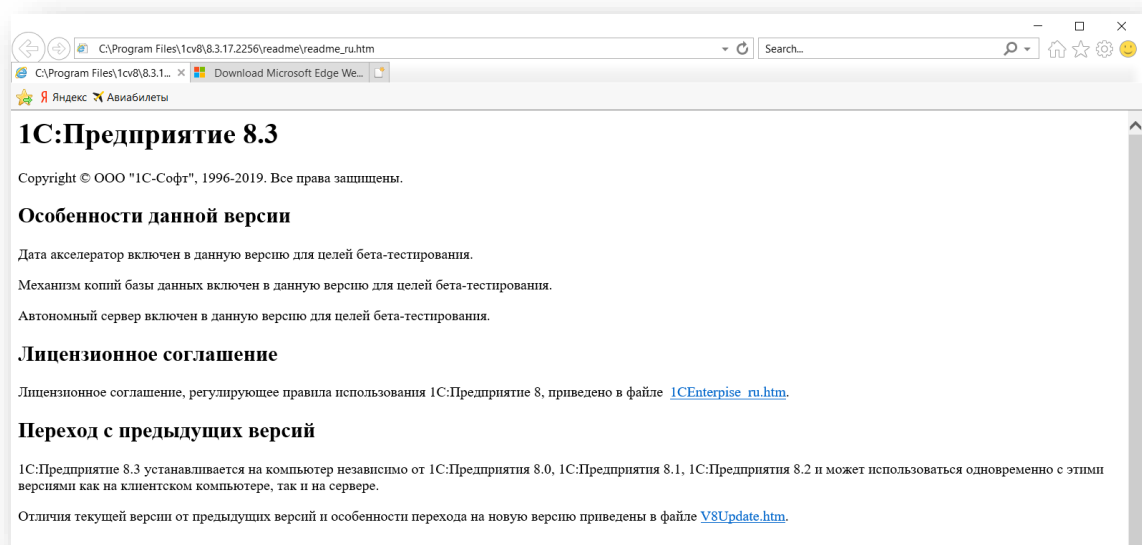 C:\Program Files\1cv8\8.3.17.2256\readme\readme_ru.htm
Search...
C:\Program Files\1cv8\8.3.1...
Download Microsoft Edge We...
Яндекс
Авиабилеты
1С:Предприятие 8.3
Copyright © ООО "1С-Софт", 1996-2019. Все права защищены.
Особенности данной версии
Дата акселератор включен в данную версию для целей бета-тестирования.
Механизм копий базы данных включен в данную версию для целей бета-тестирования.
Автономный сервер включен в данную версию для целей бета-тестирования.
Лицензионное соглашение
Лицензионное соглашение, регулирующее правила использования 1С:Предприятие 8, приведено в файле 1CEnterpise_ru.htm.
Переход с предыдущих версий
1С:Предприятие 8.3 устанавливается на компьютер независимо от 1С:Предприятия 8.0, 1С:Предприятия 8.1, 1С:Предприятия 8.2 и может использоваться одновременно с этими
версиями как на клиентском компьютере, так и на сервере.
Отличия текущей версии от предыдущих версий и особенности перехода на новую версию приведены в файле V8Update.htm.